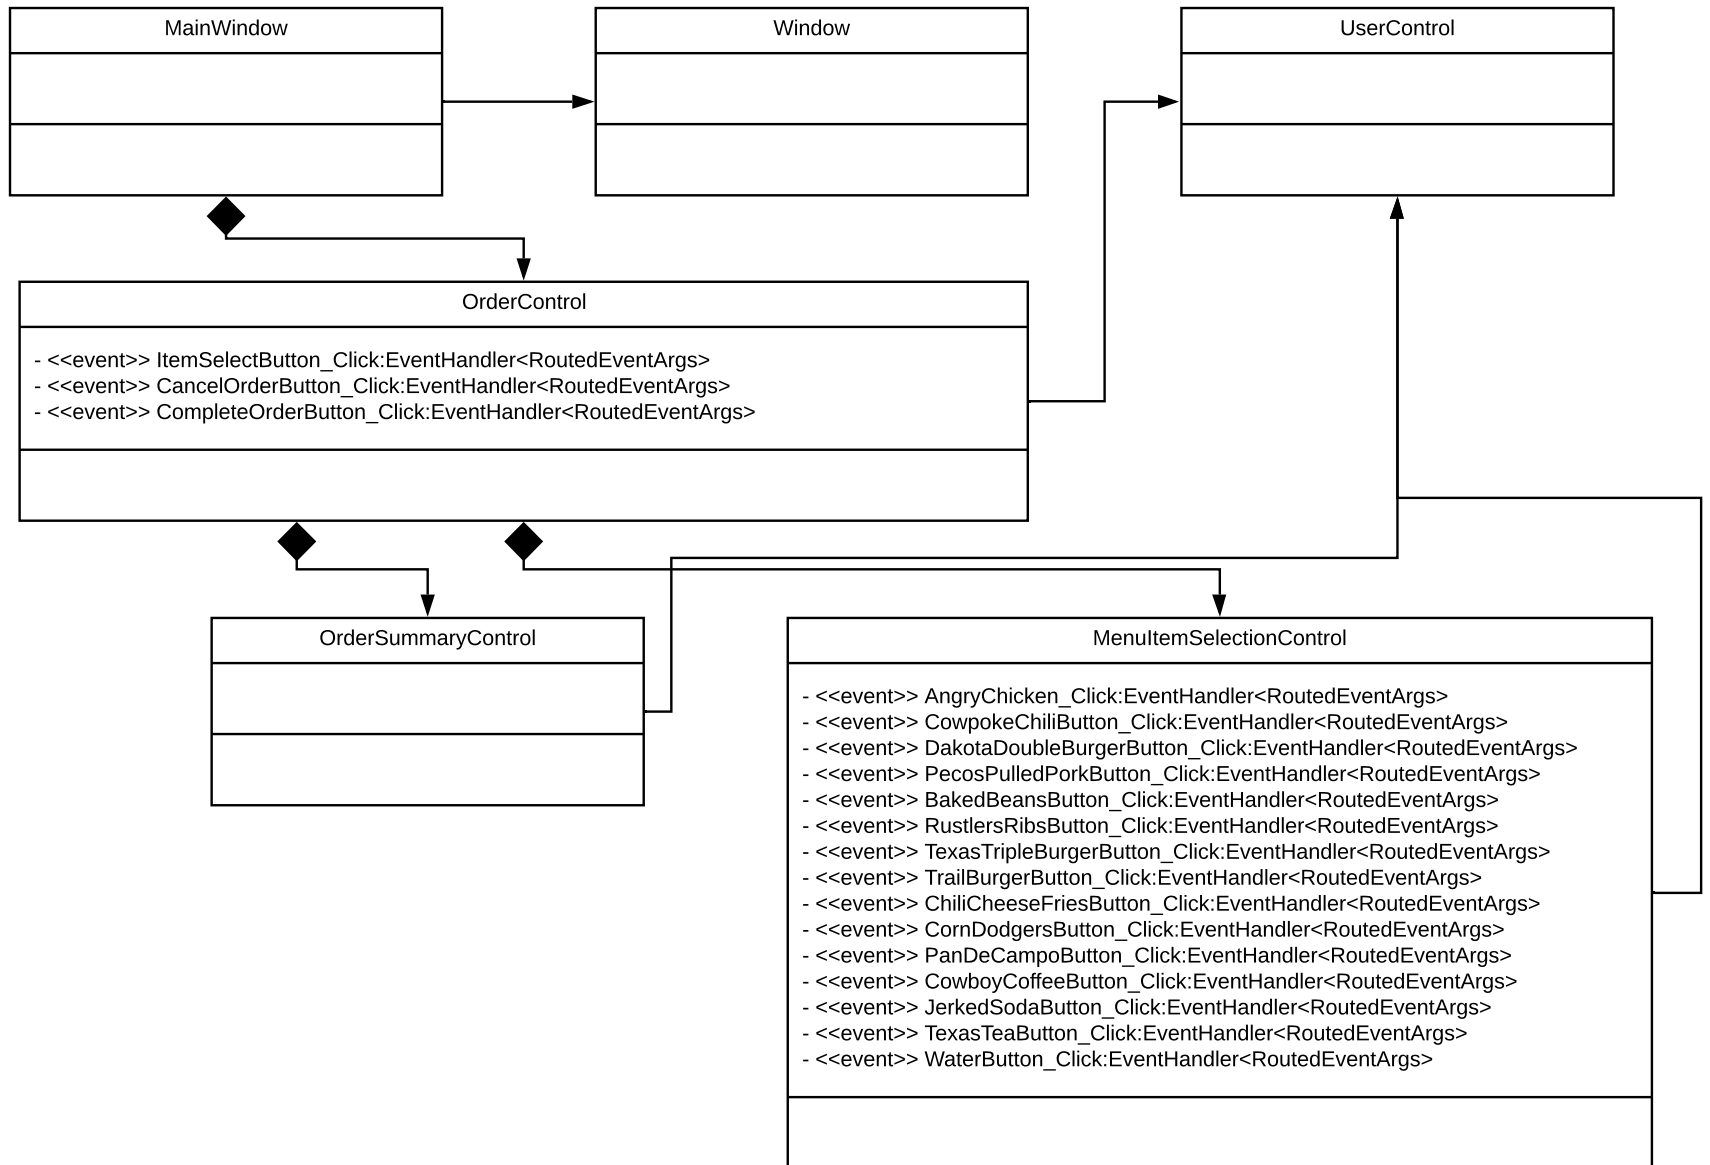 MainWindow
Window
UserControl
OrderControl
- <<event>> ItemSelectButton_Click:EventHandler<RoutedEventArgs>
- <<event>> CancelOrderButton_Click:EventHandler<RoutedEventArgs>
- <<event>> CompleteOrderButton_Click:EventHandler<RoutedEventArgs>
OrderSummaryControl
MenuItemSelectionControl
- <<event>> AngryChicken_Click:EventHandler<RoutedEventArgs>
- <<event>> CowpokeChiliButton_Click:EventHandler<RoutedEventArgs>
- <<event>> DakotaDoubleBurgerButton_Click:EventHandler<RoutedEventArgs>
- <<event>> PecosPulledPorkButton_Click:EventHandler<RoutedEventArgs>
- <<event>> BakedBeansButton_Click:EventHandler<RoutedEventArgs>
- <<event>> RustlersRibsButton_Click:EventHandler<RoutedEventArgs>
- <<event>> TexasTripleBurgerButton_Click:EventHandler<RoutedEventArgs>
- <<event>> TrailBurgerButton_Click:EventHandler<RoutedEventArgs>
- <<event>> ChiliCheeseFriesButton_Click:EventHandler<RoutedEventArgs>
- <<event>> CornDodgersButton_Click:EventHandler<RoutedEventArgs>
- <<event>> PanDeCampoButton_Click:EventHandler<RoutedEventArgs>
- <<event>> CowboyCoffeeButton_Click:EventHandler<RoutedEventArgs>
- <<event>> JerkedSodaButton_Click:EventHandler<RoutedEventArgs>
- <<event>> TexasTeaButton_Click:EventHandler<RoutedEventArgs>
- <<event>> WaterButton_Click:EventHandler<RoutedEventArgs>